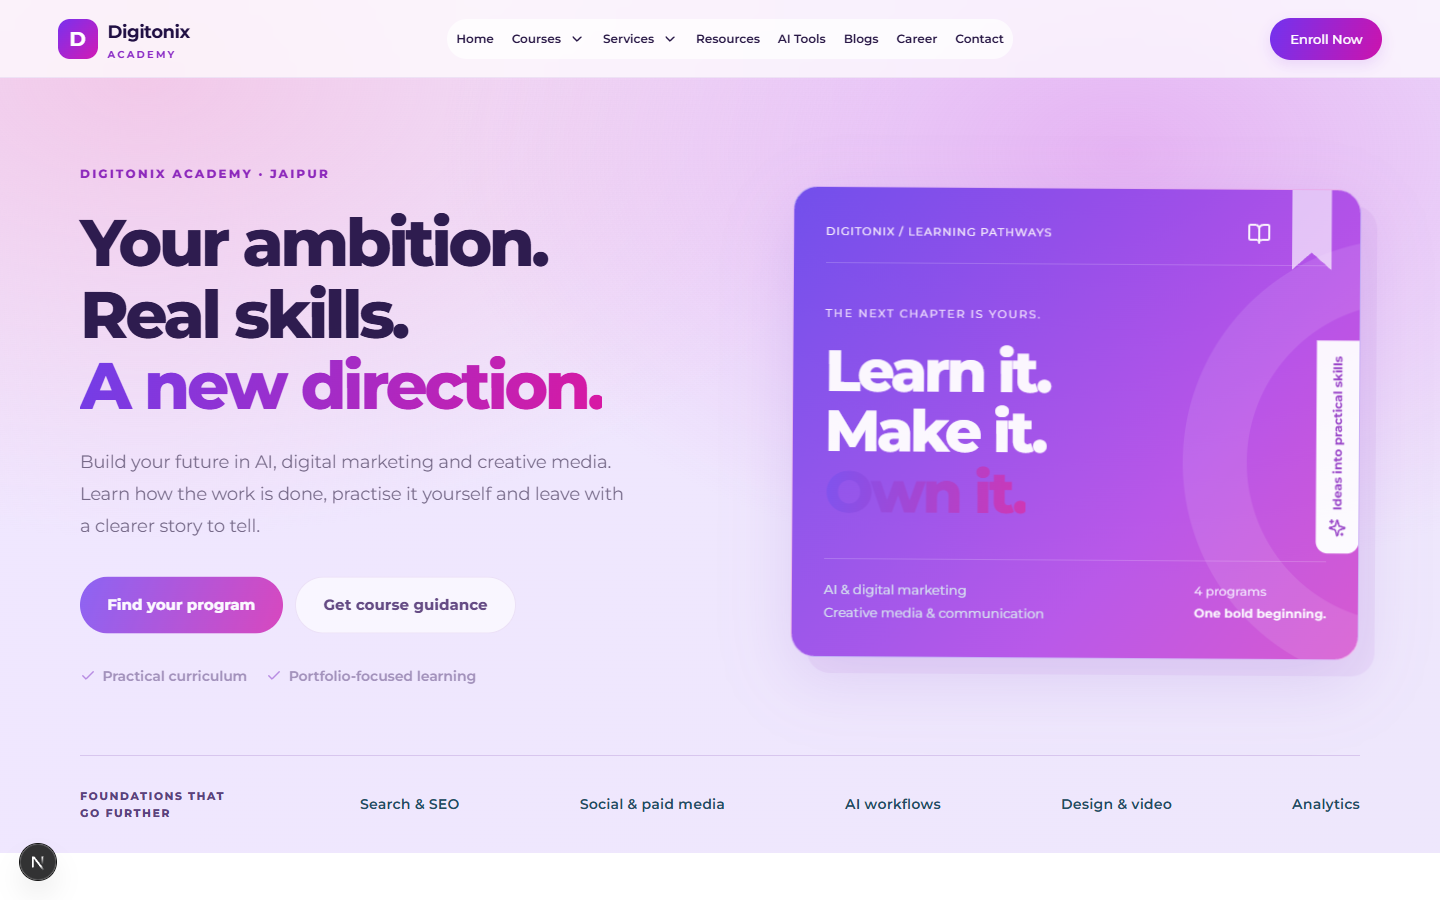 D
Digitonix
ACADEMY
Home Courses Services Resources AI Tools Blogs Career Contact
Enroll Now
DIGITONIX ACADEMY · JAIPUR
Your ambition.
Real skills.
A new direction.
Build your future in AI, digital marketing and creative media.
Learn how the work is done, practise it yourself and leave with
a clearer story to tell.
Find your program
Get course guidance
Practical curriculum
Portfolio-focused learning
DIGITONIX / LEARNING PATHWAYS
THE NEXT CHAPTER IS YOURS.
Learn it.
Make it.
Own it.
Ideas into practical skills
AI & digital marketing
Creative media & communication
4 programs
One bold beginning.
FOUNDATIONS THAT
GO FURTHER
Search & SEO
Social & paid media
AI workflows
Design & video
Analytics
N